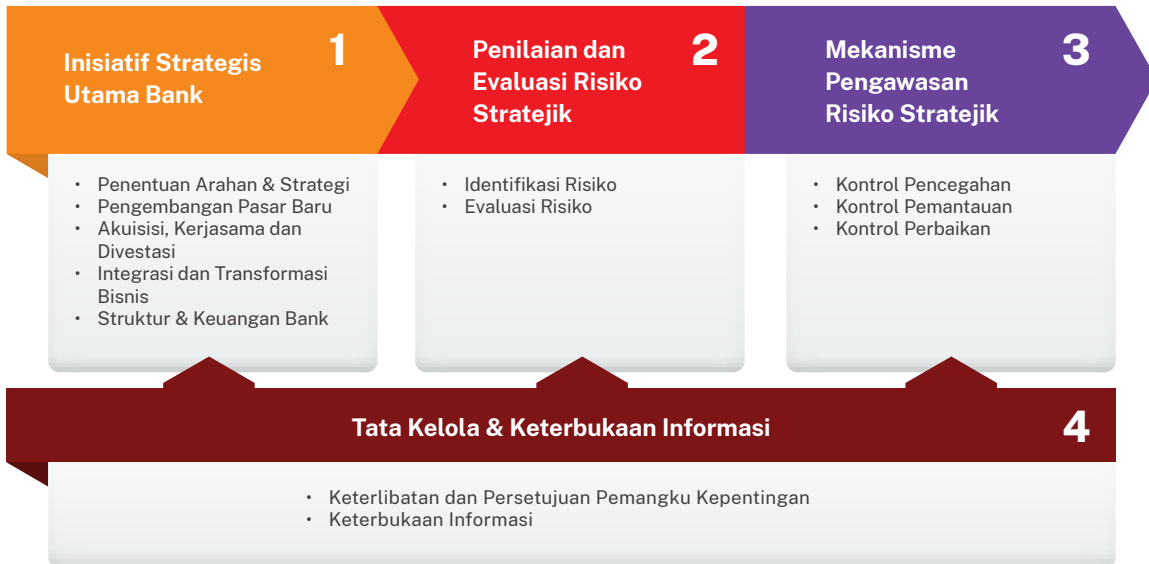 Inisiatif Strategis
Utama Bank
1
Penilaian dan
Evaluasi Risiko
Stratejik
2
Mekanisme
Pengawasan
Risiko Stratejik
3
• Penentuan Arahan & Strategi
• Pengembangan Pasar Baru
• Akuisisi, Kerjasama dan
Divestasi
• Integrasi dan Transformasi
Bisnis
• Struktur & Keuangan Bank
• Identifikasi Risiko
• Evaluasi Risiko
• Kontrol Pencegahan
• Kontrol Pemantauan
• Kontrol Perbaikan
Tata Kelola & Keterbukaan Informasi
4
• Keterlibatan dan Persetujuan Pemangku Kepentingan
• Keterbukaan Informasi